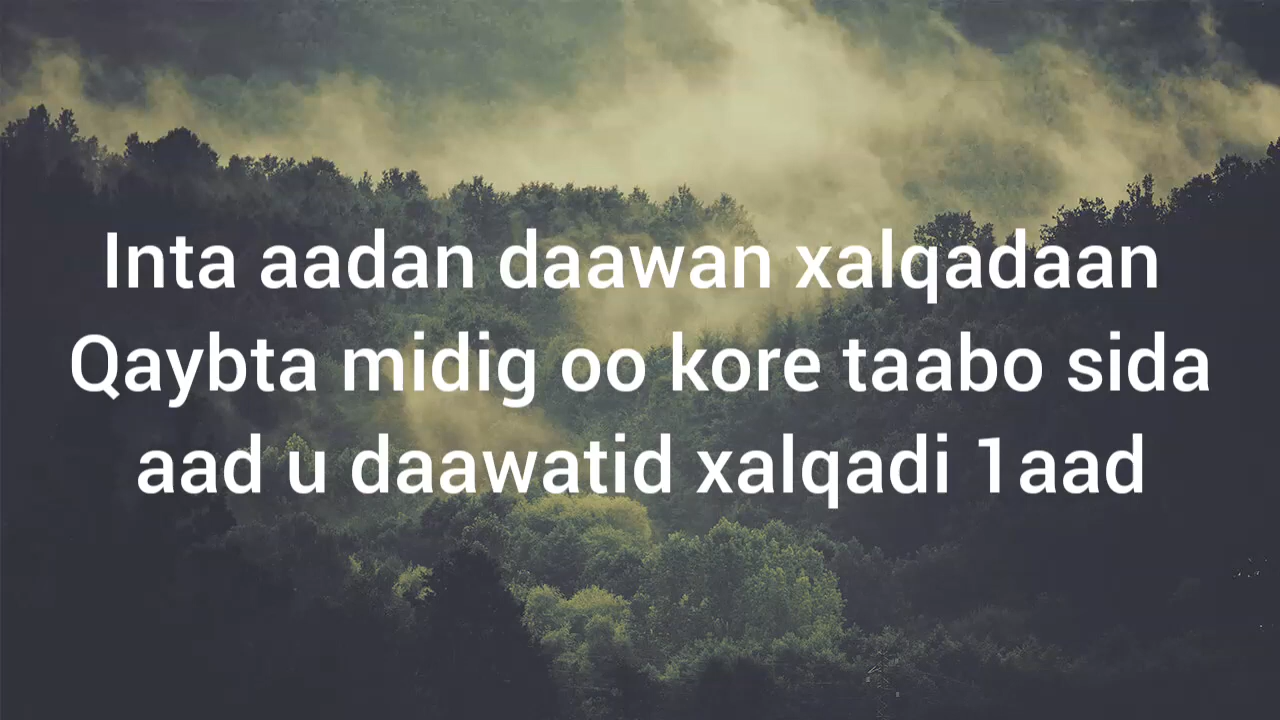 Inta aadan daawan xalqadaan
Qaybta midig oo kore taabo sida
aad u daawatid xalqadi 1aad